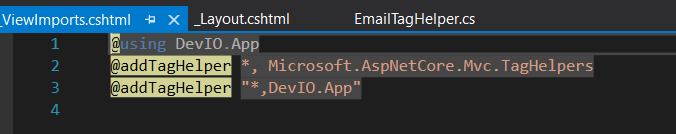 _ViewImports.cshtml _Layout.cshtml EmailTagHelper.cs
1 @using DevIO.App
2 @addTagHelper *, Microsoft.AspNetCore.Mvc.TagHelpers
3 @addTagHelper "*,DevIO.App"
4